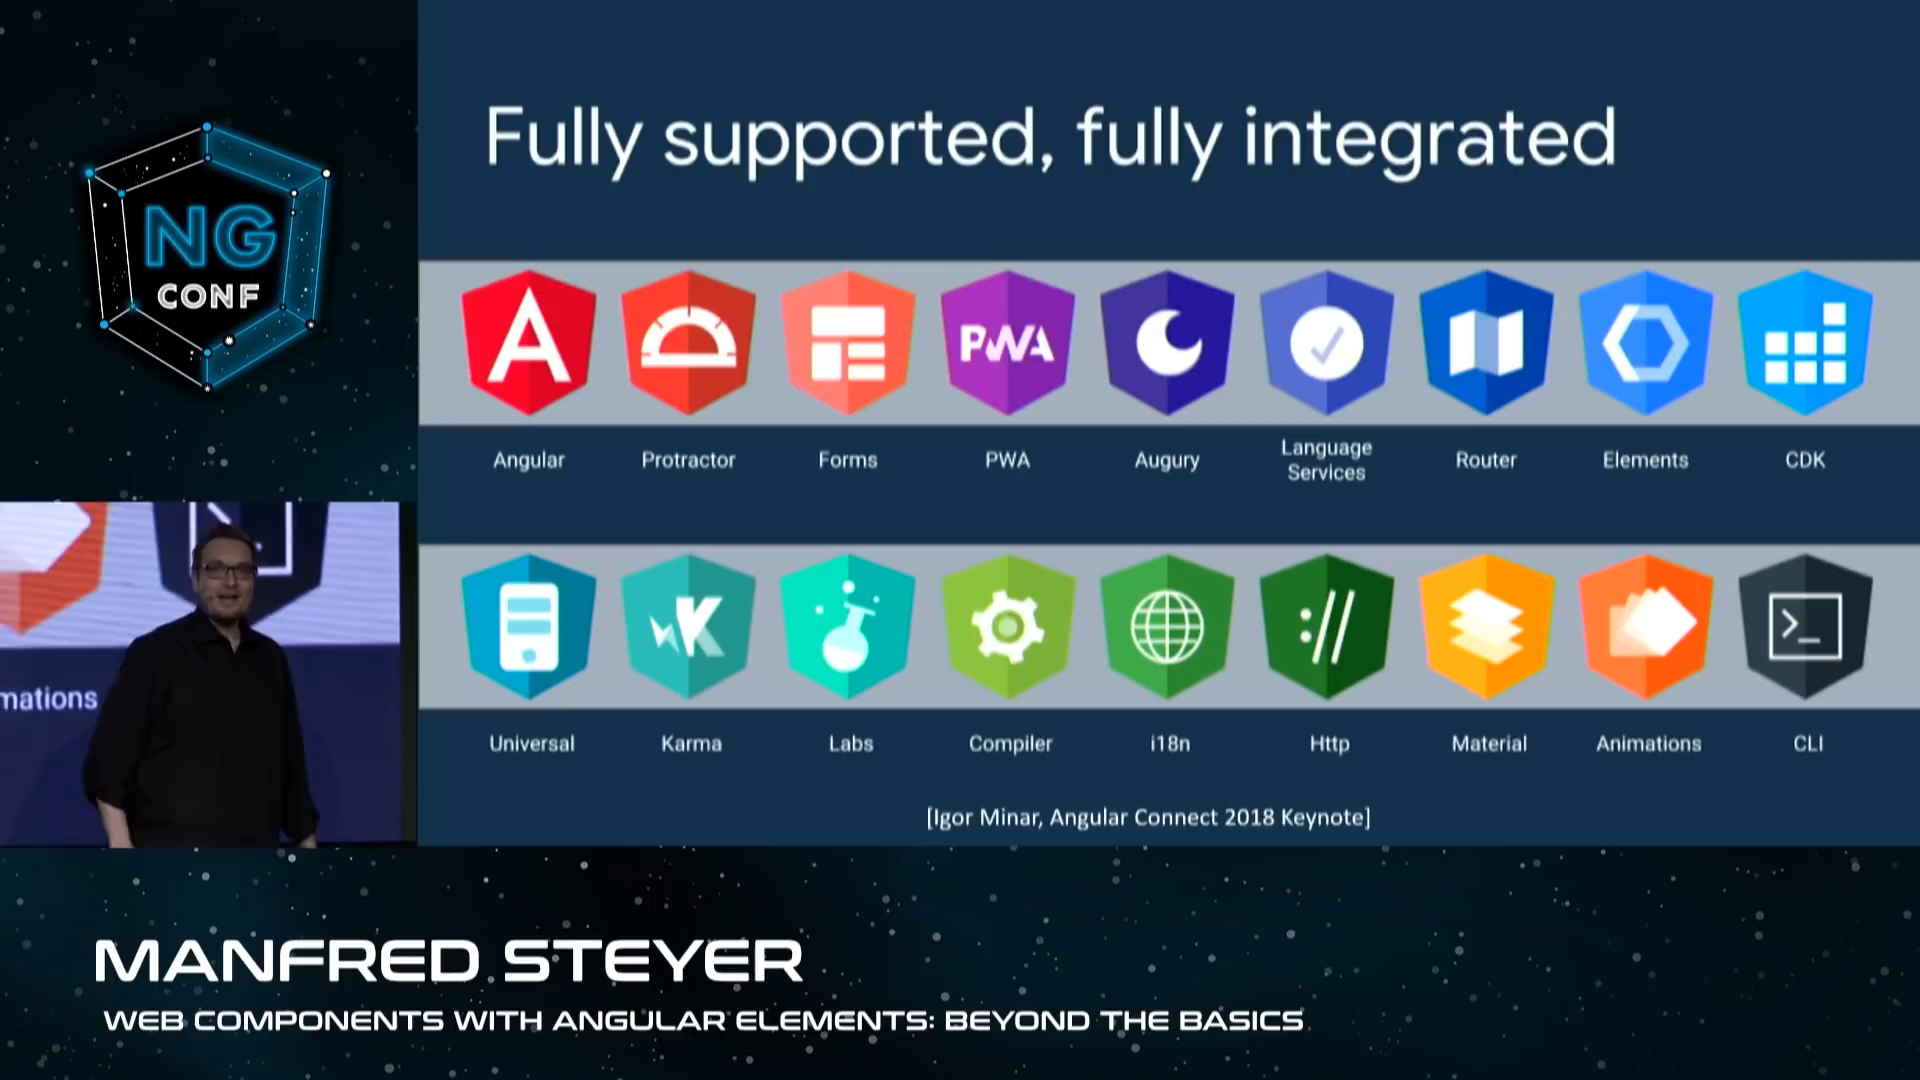 NG
CONF
Fully supported, fully integrated
A
PWA
Angular
Protractor
Forms
PWA
Augury
Language
Services
Router
Elements
CDK
K
://
>_
Universal
Karma
Labs
Compiler
i18n
Http
Material
Animations
CLI
[Igor Minar, Angular Connect 2018 Keynote]
mations
MANFRED STEYER
WEB COMPONENTS WITH ANGULAR ELEMENTS: BEYOND THE BASICS